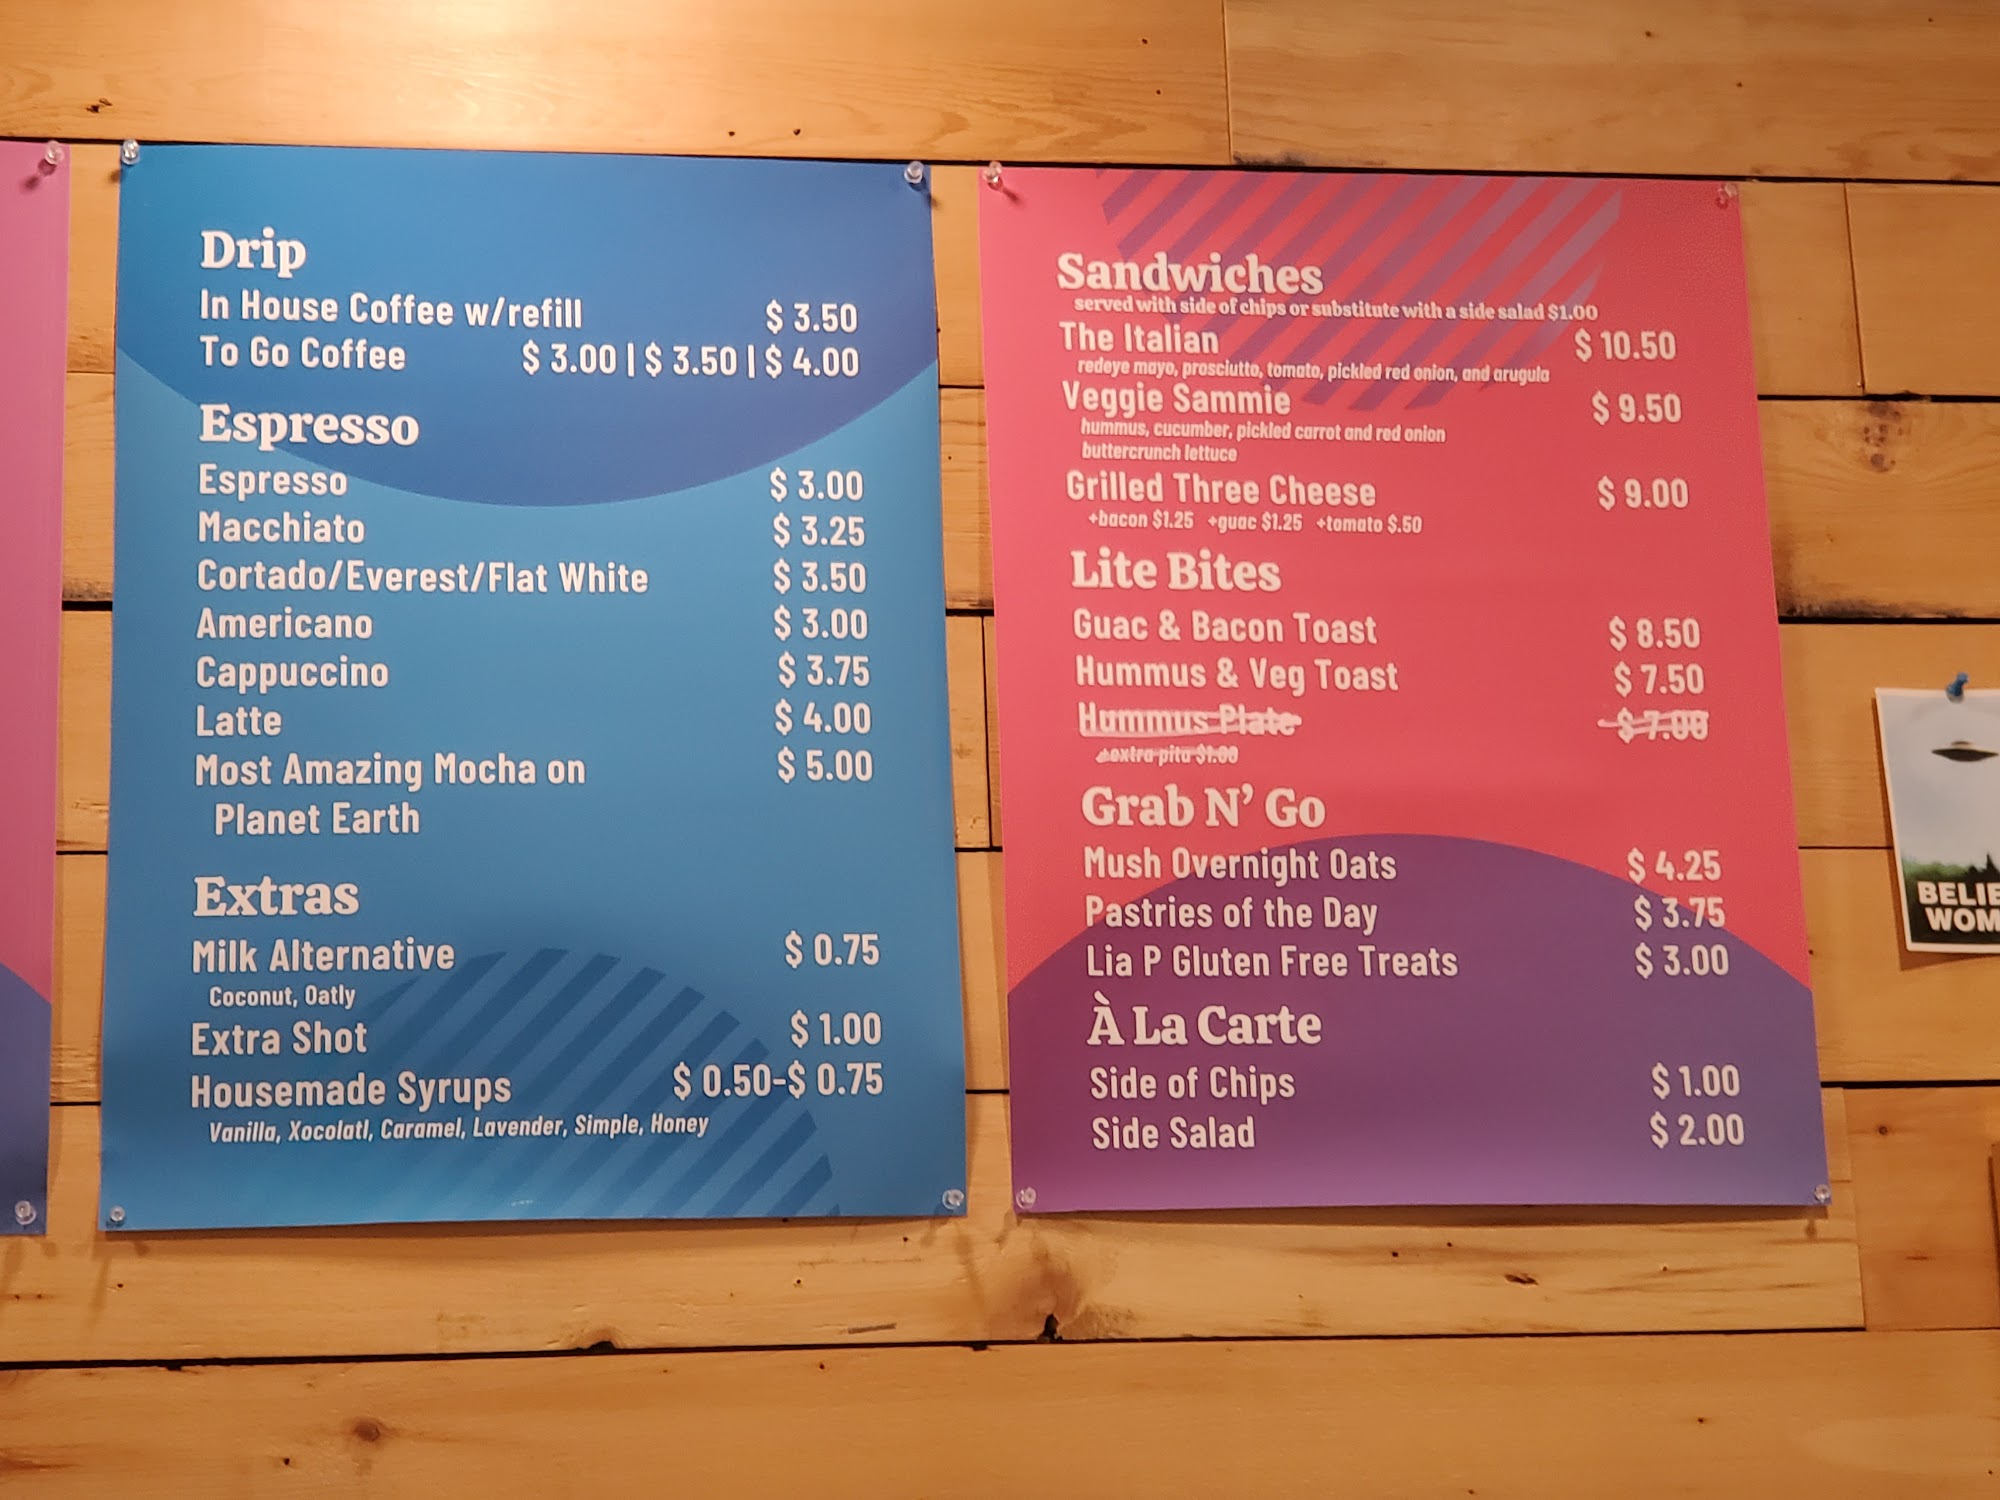 Drip
In House Coffee w/refill $ 3.50
To Go Coffee $ 3.00 | $ 3.50 | $ 4.00
Espresso
Espresso $ 3.00
Macchiato $ 3.25
Cortado/Everest/Flat White $ 3.50
Americano $ 3.00
Cappuccino $ 3.75
Latte $ 4.00
Most Amazing Mocha on $ 5.00
Planet Earth
Extras
Milk Alternative $ 0.75
Coconut, Oatly
Extra Shot $ 1.00
Housemade Syrups $ 0.50-$ 0.75
Vanilla, Xocolatl, Caramel, Lavender, Simple, Honey
Sandwiches
served with side of chips or substitute with a side salad $1.00
The Italian $ 10.50
redeye mayo, prosciutto, tomato, pickled red onion, and arugula
Veggie Sammie $ 9.50
hummus, cucumber, pickled carrot and red onion
buttercrunch lettuce
Grilled Three Cheese $ 9.00
+bacon $1.25 +guac $1.25 +tomato $.50
Lite Bites
Guac & Bacon Toast $ 8.50
Hummus & Veg Toast $ 7.50
Hummus Plate $ 7.00
+extra pita $1.00
Grab N' Go
Mush Overnight Oats $ 4.25
Pastries of the Day $ 3.75
Lia P Gluten Free Treats $ 3.00
À La Carte
Side of Chips $ 1.00
Side Salad $ 2.00
BELIE
WOM